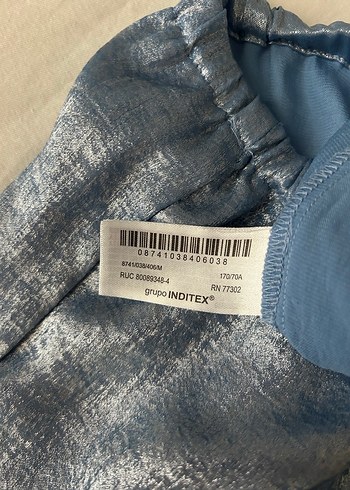 08741038406038
8741/038/406/M 170/70A
RUC 80089348-4 RN 77302
grupo INDITEX®